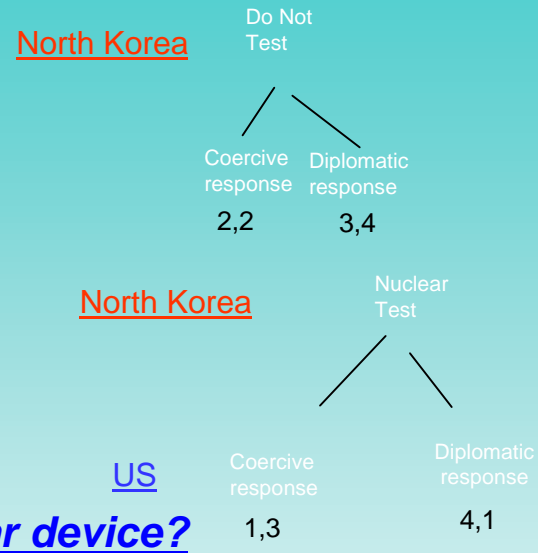 Do Not
Test
North Korea
Coercive Diplomatic
response response
2,2 3,4
Nuclear
Test
North Korea
Coercive
response
Diplomatic
response
US
1,3 4,1
device?